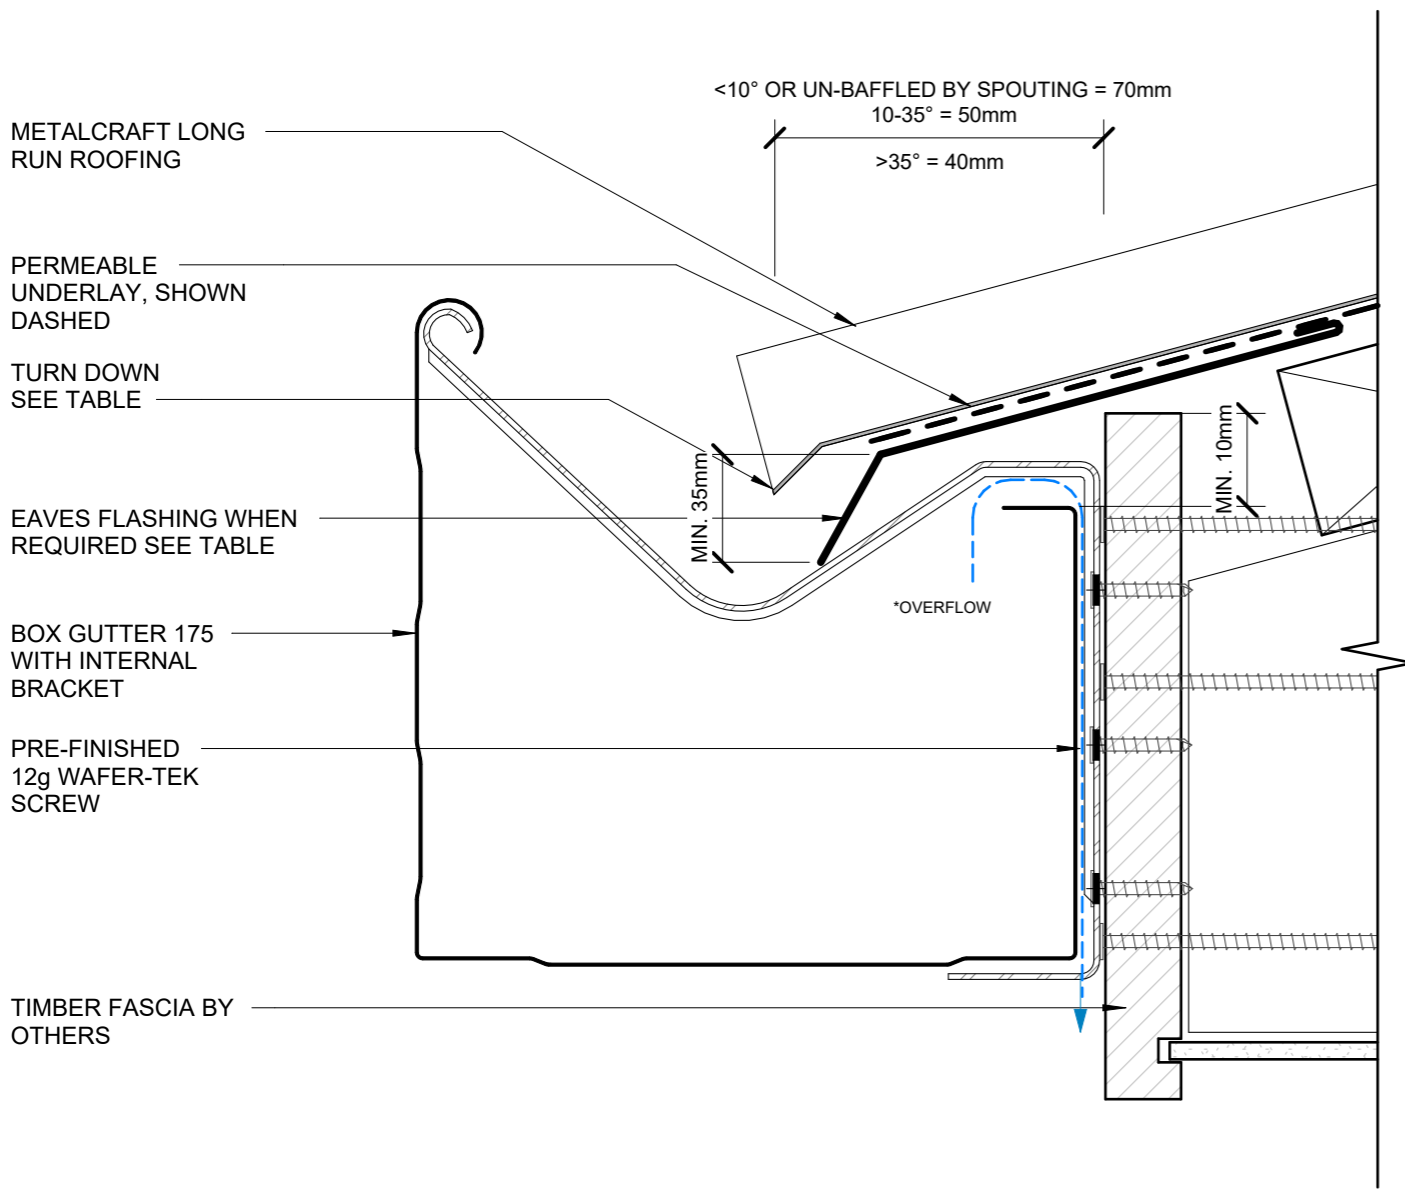 <10° OR UN-BAFFLED BY SPOUTING = 70mm
10-35° = 50mm
>35° = 40mm
METALCRAFT LONG
RUN ROOFING
PERMEABLE
UNDERLAY, SHOWN
DASHED
TURN DOWN
SEE TABLE
MIN. 35mm
MIN. 10mm
EAVES FLASHING WHEN
REQUIRED SEE TABLE
*OVERFLOW
BOX GUTTER 175
WITH INTERNAL
BRACKET
PRE-FINISHED
12g WAFER-TEK
SCREW
TIMBER FASCIA BY
OTHERS